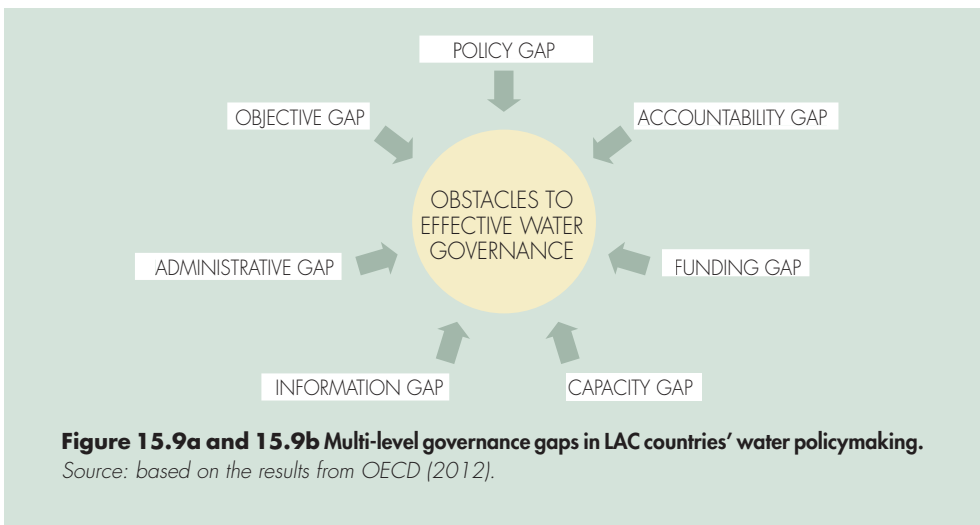 POLICY GAP
OBJECTIVE GAP
ACCOUNTABILITY GAP
OBSTACLES TO
EFFECTIVE WATER
GOVERNANCE
ADMINISTRATIVE GAP
FUNDING GAP
INFORMATION GAP
CAPACITY GAP
Figure 15.9a and 15.9b Multi-level governance gaps in LAC countries’ water policymaking.
Source: based on the results from OECD (2012).